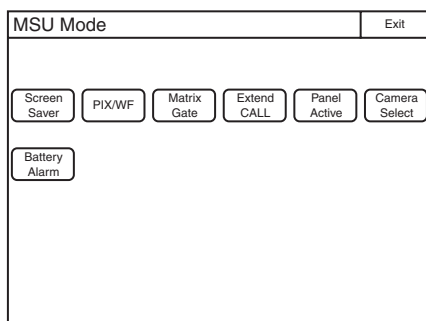 MSU Mode Exit
Screen Saver
PIX/WF
Matrix Gate
Extend CALL
Panel Active
Camera Select
Battery Alarm